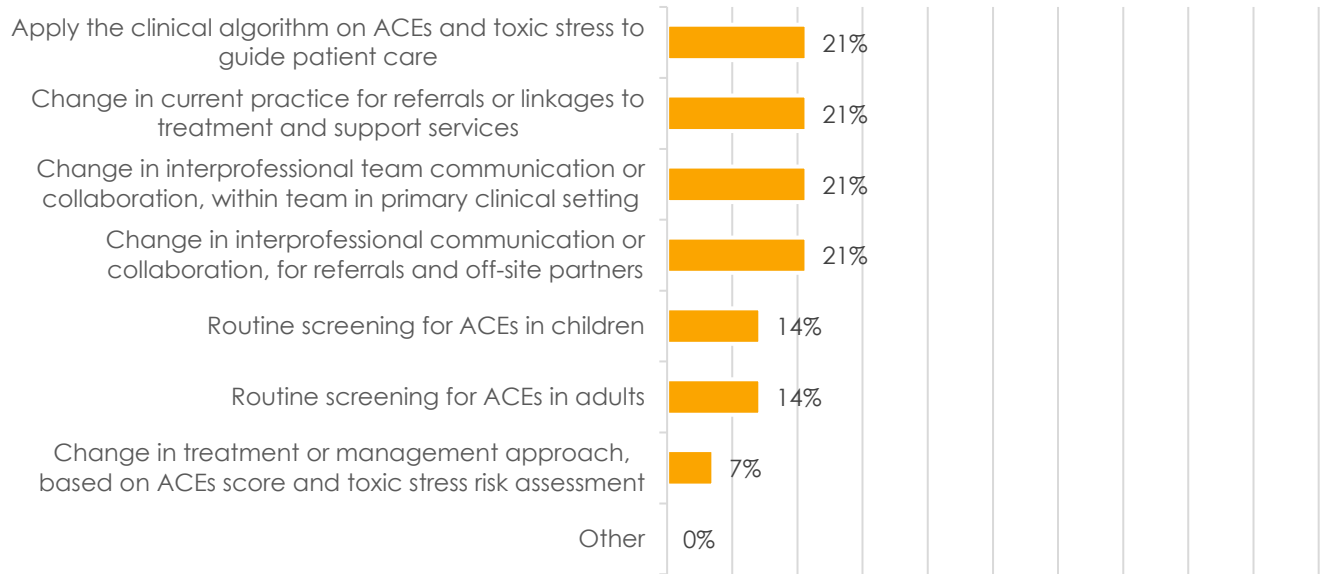 Apply the clinical algorithm on ACEs and toxic stress to
guide patient care
21%
Change in current practice for referrals or linkages to
treatment and support services
21%
Change in interprofessional team communication or
collaboration, within team in primary clinical setting
21%
Change in interprofessional communication or
collaboration, for referrals and off-site partners
21%
Routine screening for ACEs in children
14%
Routine screening for ACEs in adults
14%
Change in treatment or management approach,
based on ACEs score and toxic stress risk assessment
7%
Other
0%